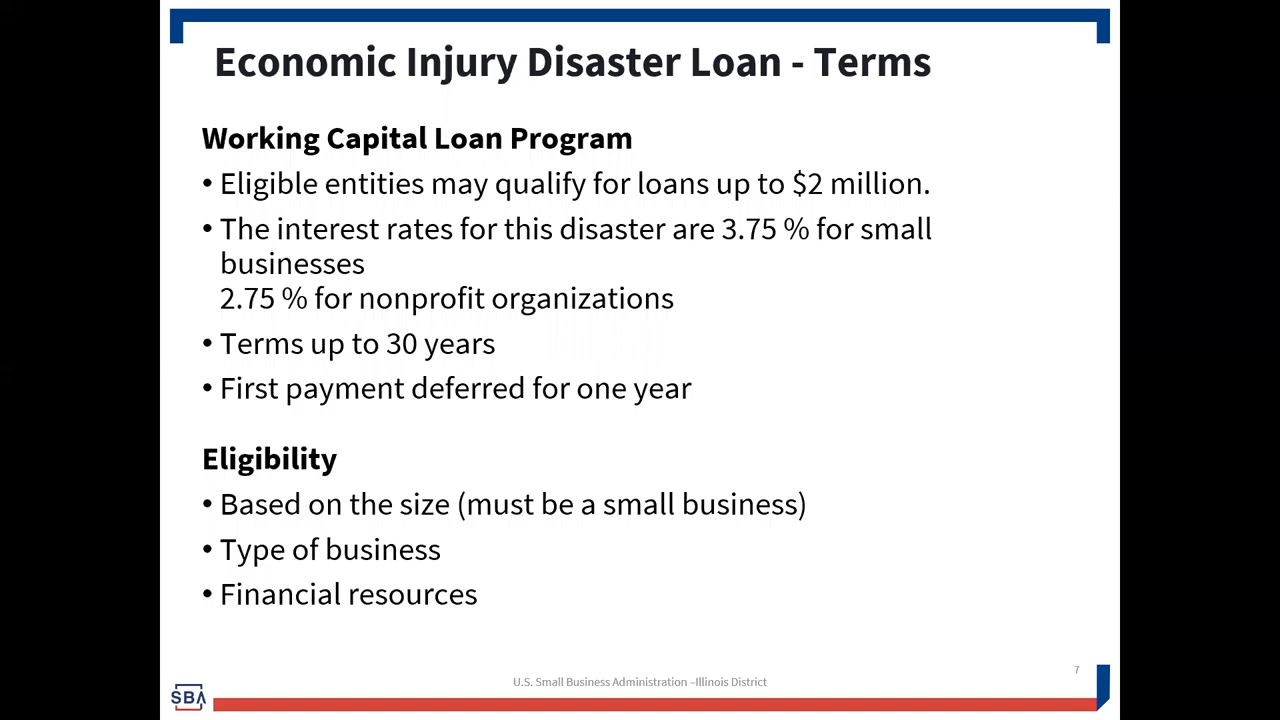 Economic Injury Disaster Loan - Terms
Working Capital Loan Program
• Eligible entities may qualify for loans up to $2 million.
• The interest rates for this disaster are 3.75 % for small
businesses
2.75 % for nonprofit organizations
• Terms up to 30 years
• First payment deferred for one year
Eligibility
• Based on the size (must be a small business)
• Type of business
• Financial resources
7
U.S. Small Business Administration –Illinois District
SBA